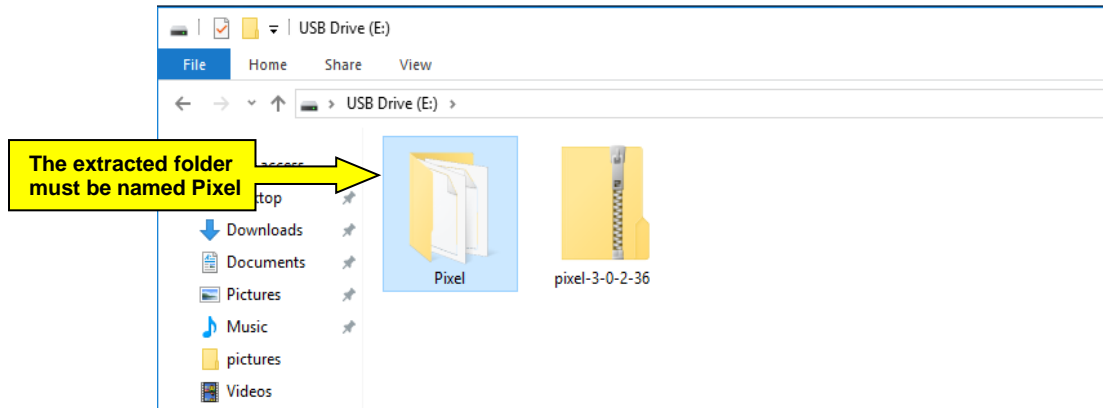 USB Drive (E:)
File Home Share View
USB Drive (E:)
The extracted folder
must be named Pixel
Downloads
Documents
Pictures
Music
pictures
Videos
Pixel
pixel-3-0-2-36